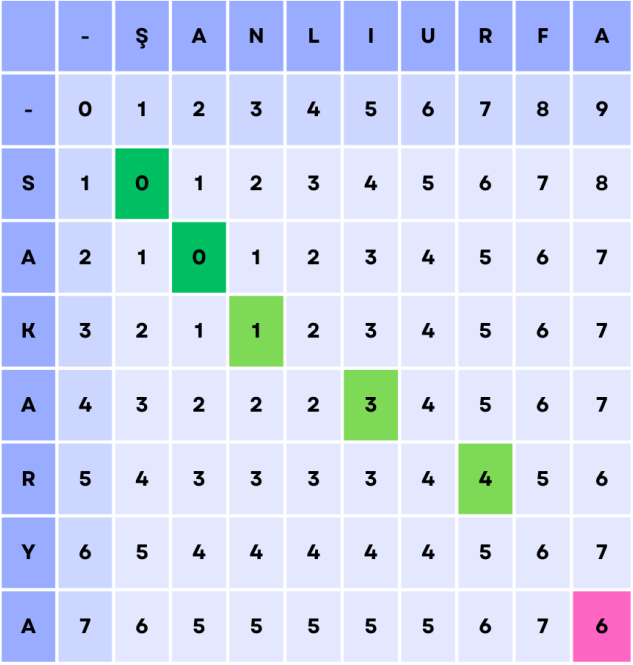 - Ş A N L I U R F A
- 0 1 2 3 4 5 6 7 8 9
S 1 0 1 2 3 4 5 6 7 8
A 2 1 0 1 2 3 4 5 6 7
K 3 2 1 1 2 3 4 5 6 7
A 4 3 2 2 2 3 4 5 6 7
R 5 4 3 3 3 3 4 4 5 6
Y 6 5 4 4 4 4 4 5 6 7
A 7 6 5 5 5 5 5 6 7 6